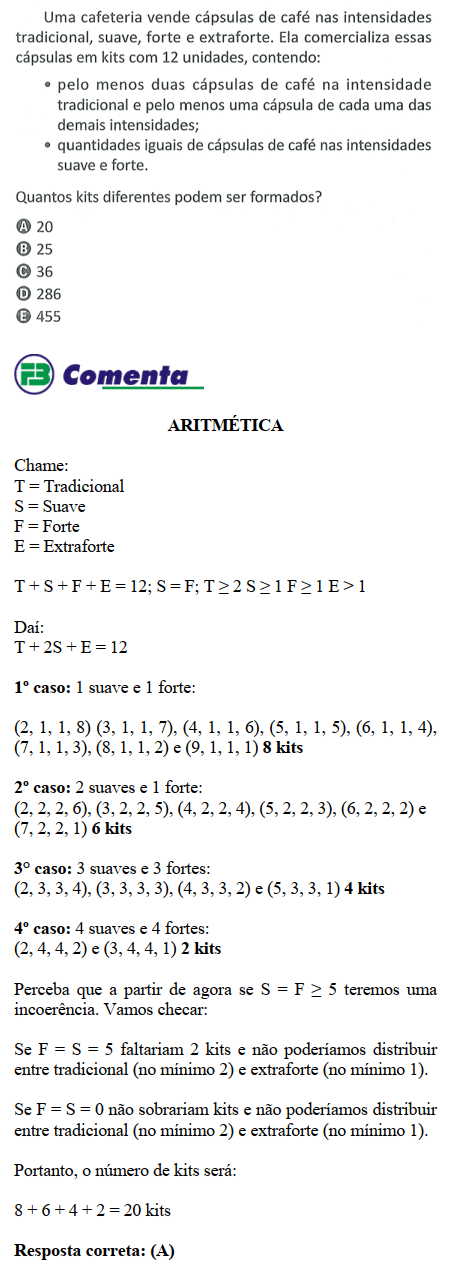 Uma cafeteria vende cápsulas de café nas intensidades
tradicional, suave, forte e extraforte. Ela comercializa essas
cápsulas em kits com 12 unidades, contendo:
• pelo menos duas cápsulas de café na intensidade
tradicional e pelo menos uma cápsula de cada uma das
demais intensidades;
• quantidades iguais de cápsulas de café nas intensidades
suave e forte.
Quantos kits diferentes podem ser formados?
A 20
B 25
C 36
D 286
E 455
FB Comenta
ARITMÉTICA
Chame:
T = Tradicional
S = Suave
F = Forte
E = Extraforte
T + S + F + E = 12; S = F; T ≥ 2 S ≥ 1 F ≥ 1 E > 1
Daí:
T + 2S + E = 12
1º caso: 1 suave e 1 forte:
(2, 1, 1, 8) (3, 1, 1, 7), (4, 1, 1, 6), (5, 1, 1, 5), (6, 1, 1, 4),
(7, 1, 1, 3), (8, 1, 1, 2) e (9, 1, 1, 1) 8 kits
2º caso: 2 suaves e 1 forte:
(2, 2, 2, 6), (3, 2, 2, 5), (4, 2, 2, 4), (5, 2, 2, 3), (6, 2, 2, 2) e
(7, 2, 2, 1) 6 kits
3° caso: 3 suaves e 3 fortes:
(2, 3, 3, 4), (3, 3, 3, 3), (4, 3, 3, 2) e (5, 3, 3, 1) 4 kits
4º caso: 4 suaves e 4 fortes:
(2, 4, 4, 2) e (3, 4, 4, 1) 2 kits
Perceba que a partir de agora se S = F ≥ 5 teremos uma
incoerência. Vamos checar:
Se F = S = 5 faltariam 2 kits e não poderíamos distribuir
entre tradicional (no mínimo 2) e extraforte (no mínimo 1).
Se F = S = 0 não sobrariam kits e não poderíamos distribuir
entre tradicional (no mínimo 2) e extraforte (no mínimo 1).
Portanto, o número de kits será:
8 + 6 + 4 + 2 = 20 kits
Resposta correta: (A)